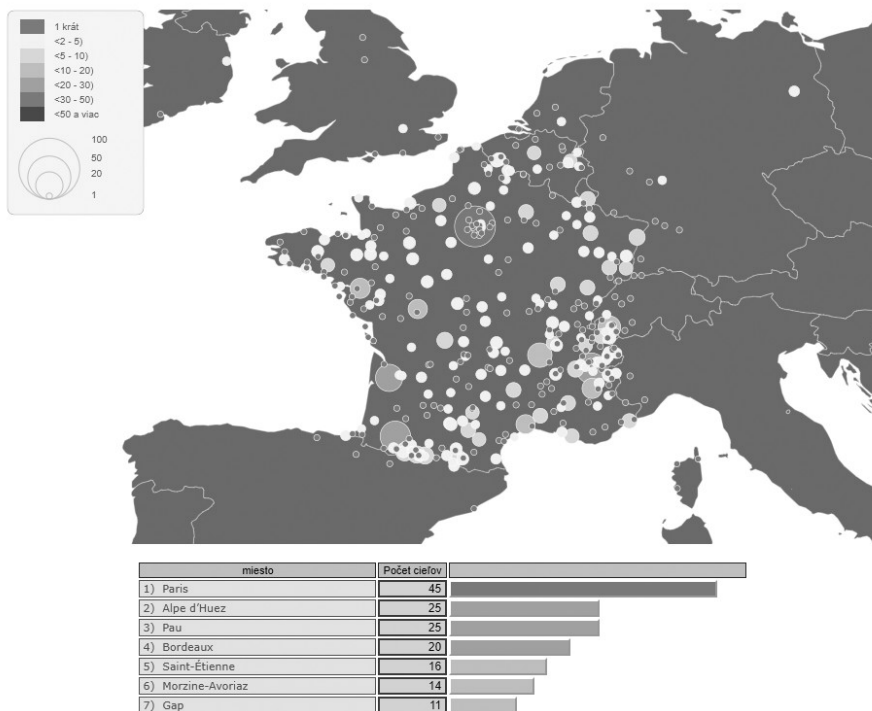 1 krát
<2 - 5)
<5 - 10)
<10 - 20)
<20 - 30)
<30 - 50)
<50 a viac
100
50
20
1
miesto Počet cieľov
1) Paris 45
2) Alpe d'Huez 25
3) Pau 25
4) Bordeaux 20
5) Saint-Étienne 16
6) Morzine-Avoriaz 14
7) Gap 11